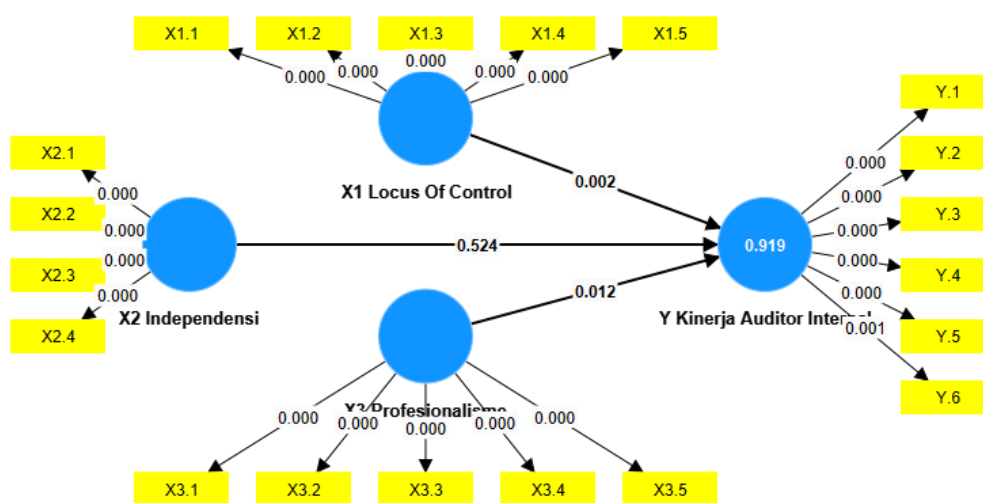 X1.1 X1.2 X1.3 X1.4 X1.5
0.000 0.000 0.000 0.000 0.000
X1 Locus Of Control
X2.1
X2.2
X2.3
X2.4
0.000
0.000
0.000
0.000
X2 Independensi
0.002
0.524
0.012
0.919
Y Kinerja Auditor Internal
Y.1
Y.2
Y.3
Y.4
Y.5
Y.6
0.000
0.000
0.000
0.000
0.000
0.001
X3 Profesionalisme
0.000 0.000 0.000 0.000 0.000
X3.1 X3.2 X3.3 X3.4 X3.5